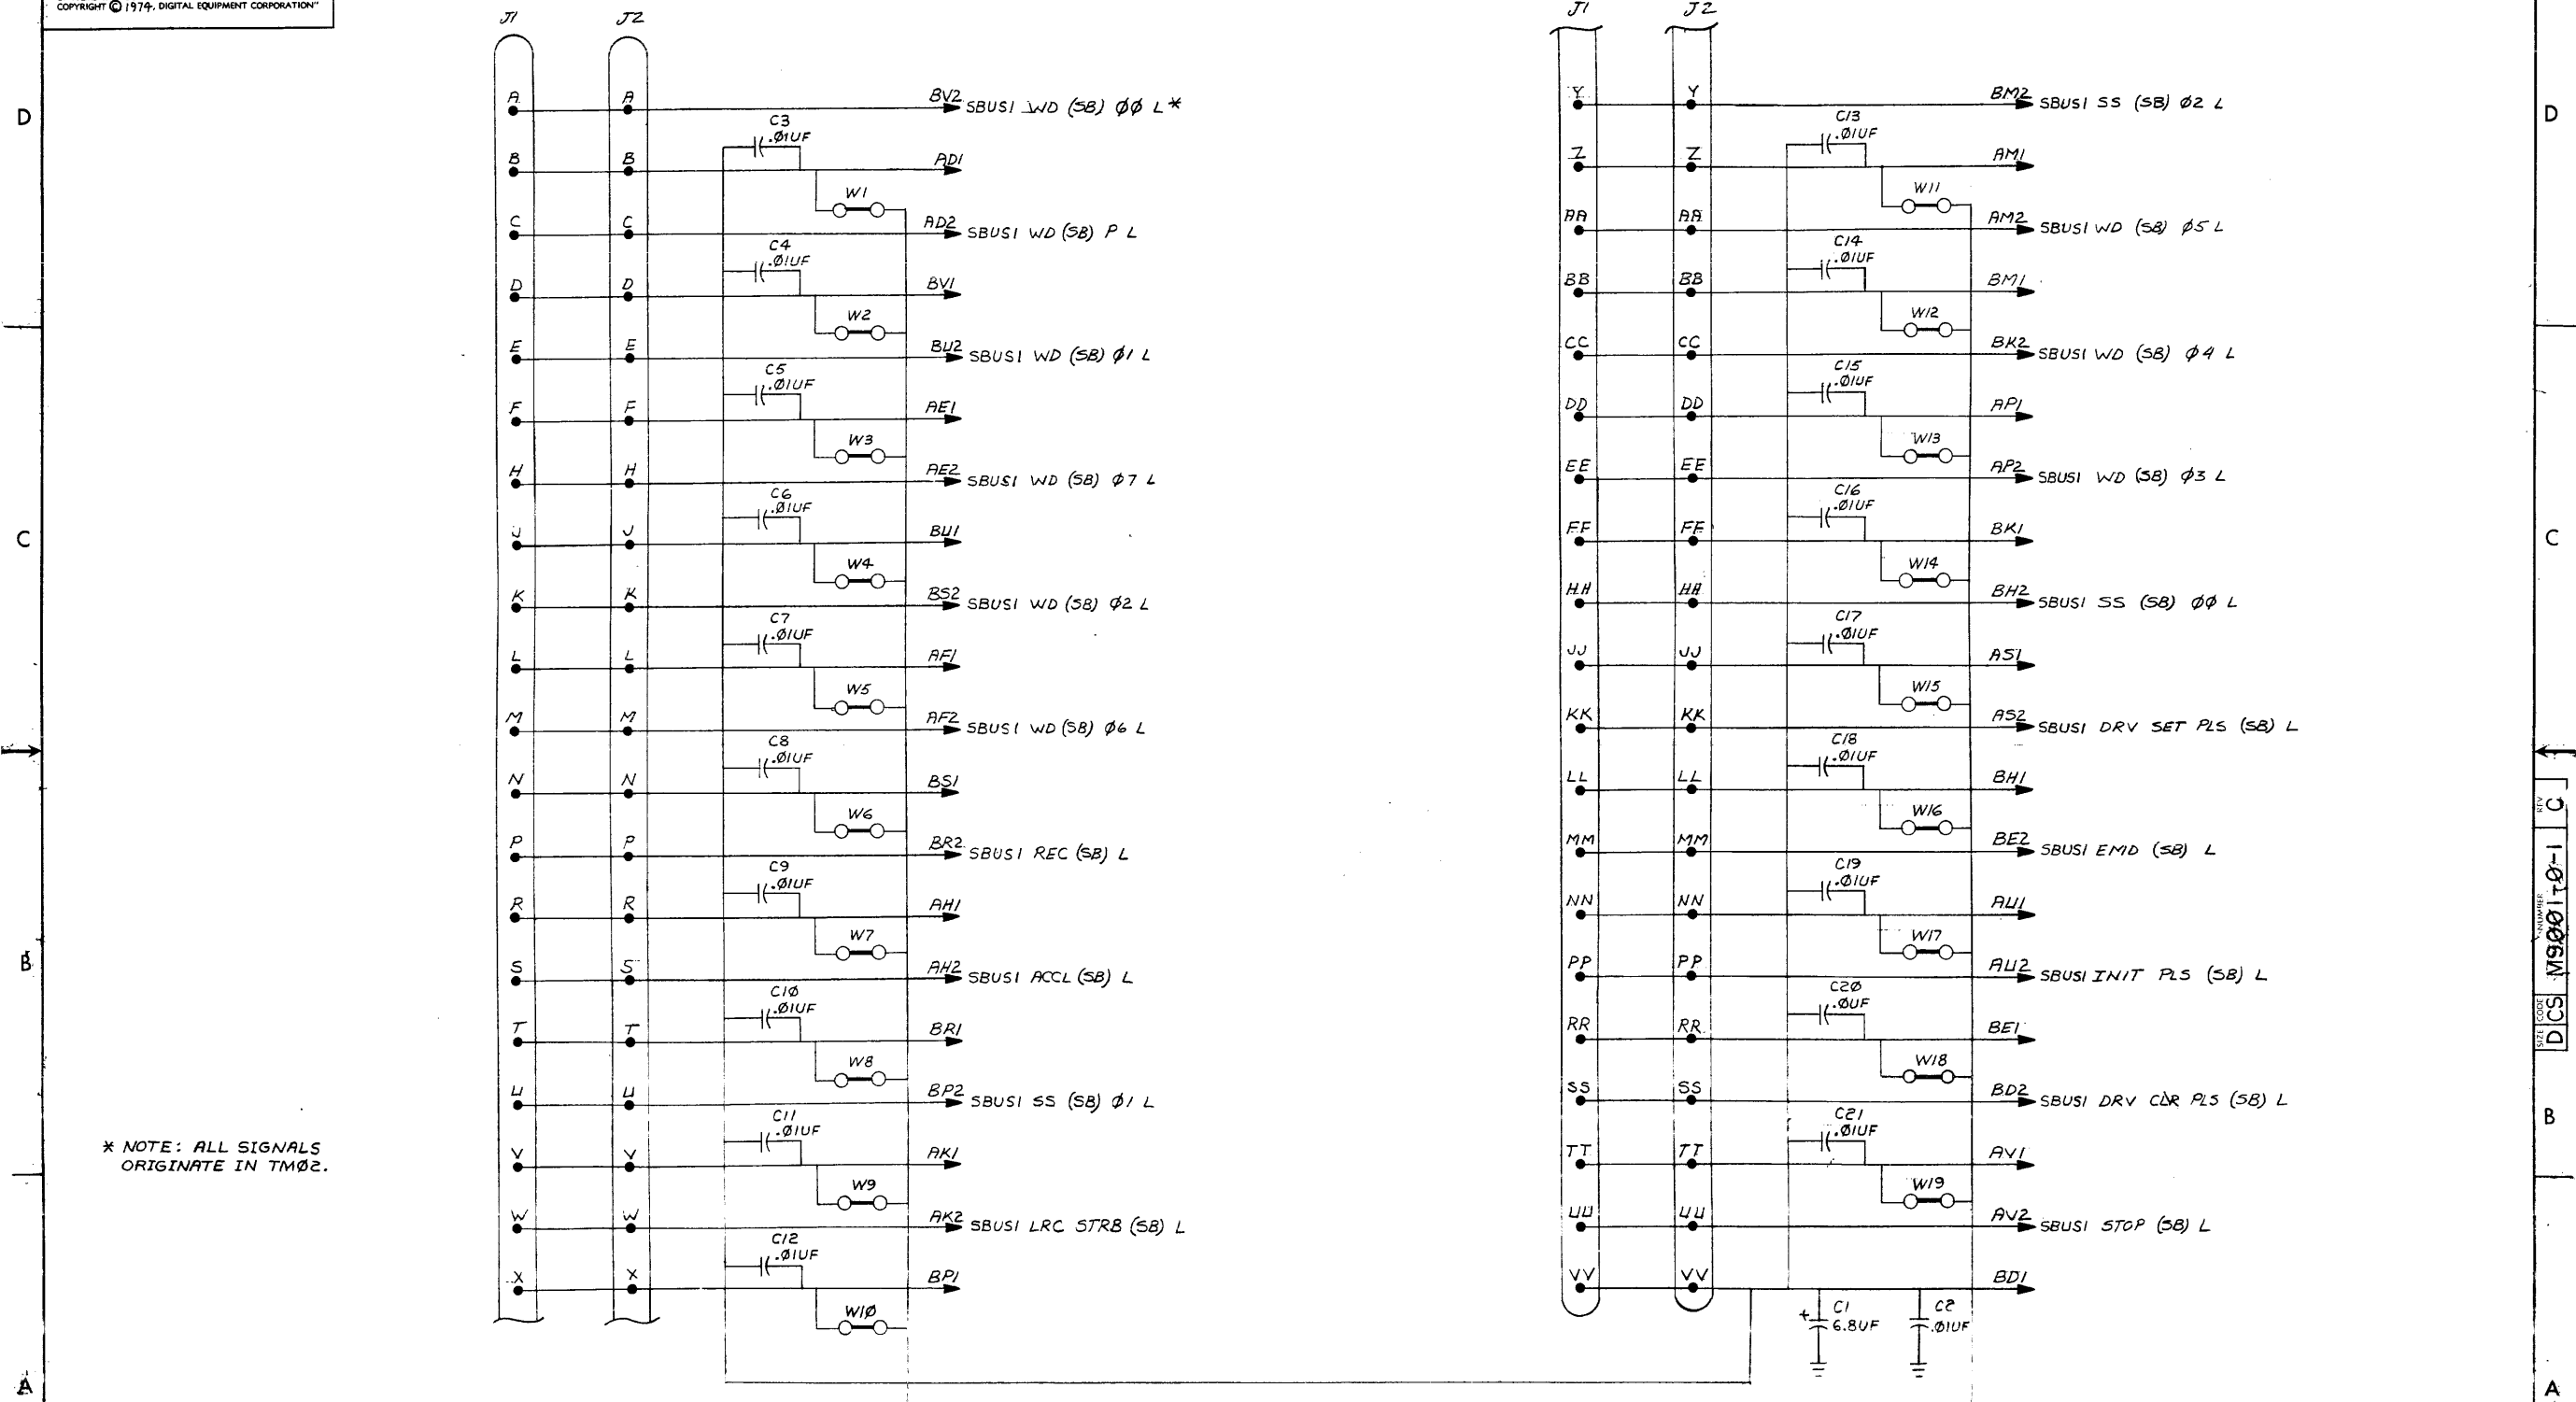 COPYRIGHT © 1974, DIGITAL EQUIPMENT CORPORATION"
J1 J2
A A BV2 SBUS1 WD (SB) ØØ L*
C3
.Ø1UF
B B AD1
W1
C C AD2 SBUS1 WD (SB) P L
C4
.Ø1UF
D D BV1
W2
E E BU2 SBUS1 WD (SB) Ø1 L
C5
.Ø1UF
F F AE1
W3
H H AE2 SBUS1 WD (SB) Ø7 L
C6
.Ø1UF
J J BU1
W4
K K BS2 SBUS1 WD (SB) Ø2 L
C7
.Ø1UF
L L AF1
W5
M M AF2 SBUS1 WD (SB) Ø6 L
C8
.Ø1UF
N N BS1
W6
P P BR2 SBUS1 REC (SB) L
C9
.Ø1UF
R R AH1
W7
S S AH2 SBUS1 ACCL (SB) L
C1Ø
.Ø1UF
T T BR1
W8
U U BP2 SBUS1 SS (SB) Ø1 L
C11
.Ø1UF
V V AK1
W9
W W AK2 SBUS1 LRC STRB (SB) L
C12
.Ø1UF
X X BP1
W1Ø
J1 J2
Y Y BM2 SBUS1 SS (SB) Ø2 L
C13
.Ø1UF
Z Z AM1
W11
AA AA AM2 SBUS1 WD (SB) Ø5 L
C14
.Ø1UF
BB BB BM1
W12
CC CC BK2 SBUS1 WD (SB) Ø4 L
C15
.Ø1UF
DD DD AP1
W13
EE EE AP2 SBUS1 WD (SB) Ø3 L
C16
.Ø1UF
FF FF BK1
W14
HH HH BH2 SBUS1 SS (SB) ØØ L
C17
.Ø1UF
JJ JJ AS1
W15
KK KK AS2 SBUS1 DRV SET PLS (SB) L
C18
.Ø1UF
LL LL BH1
W16
MM MM BE2 SBUS1 EMD (SB) L
C19
.Ø1UF
NN NN AU1
W17
PP PP AU2 SBUS1 INIT PLS (SB) L
C2Ø
.ØUF
RR RR BE1
W18
SS SS BD2 SBUS1 DRV CLR PLS (SB) L
C21
.Ø1UF
TT TT AV1
W19
UU UU AV2 SBUS1 STOP (SB) L
VV VV BD1
+ C1
6.8UF
C2
.Ø1UF
* NOTE: ALL SIGNALS
ORIGINATE IN TMØ2.
D
C
B
A
D
C
B
A
SIZE CODE NUMBER REV
D CS M9ØØ1-Ø-1 C